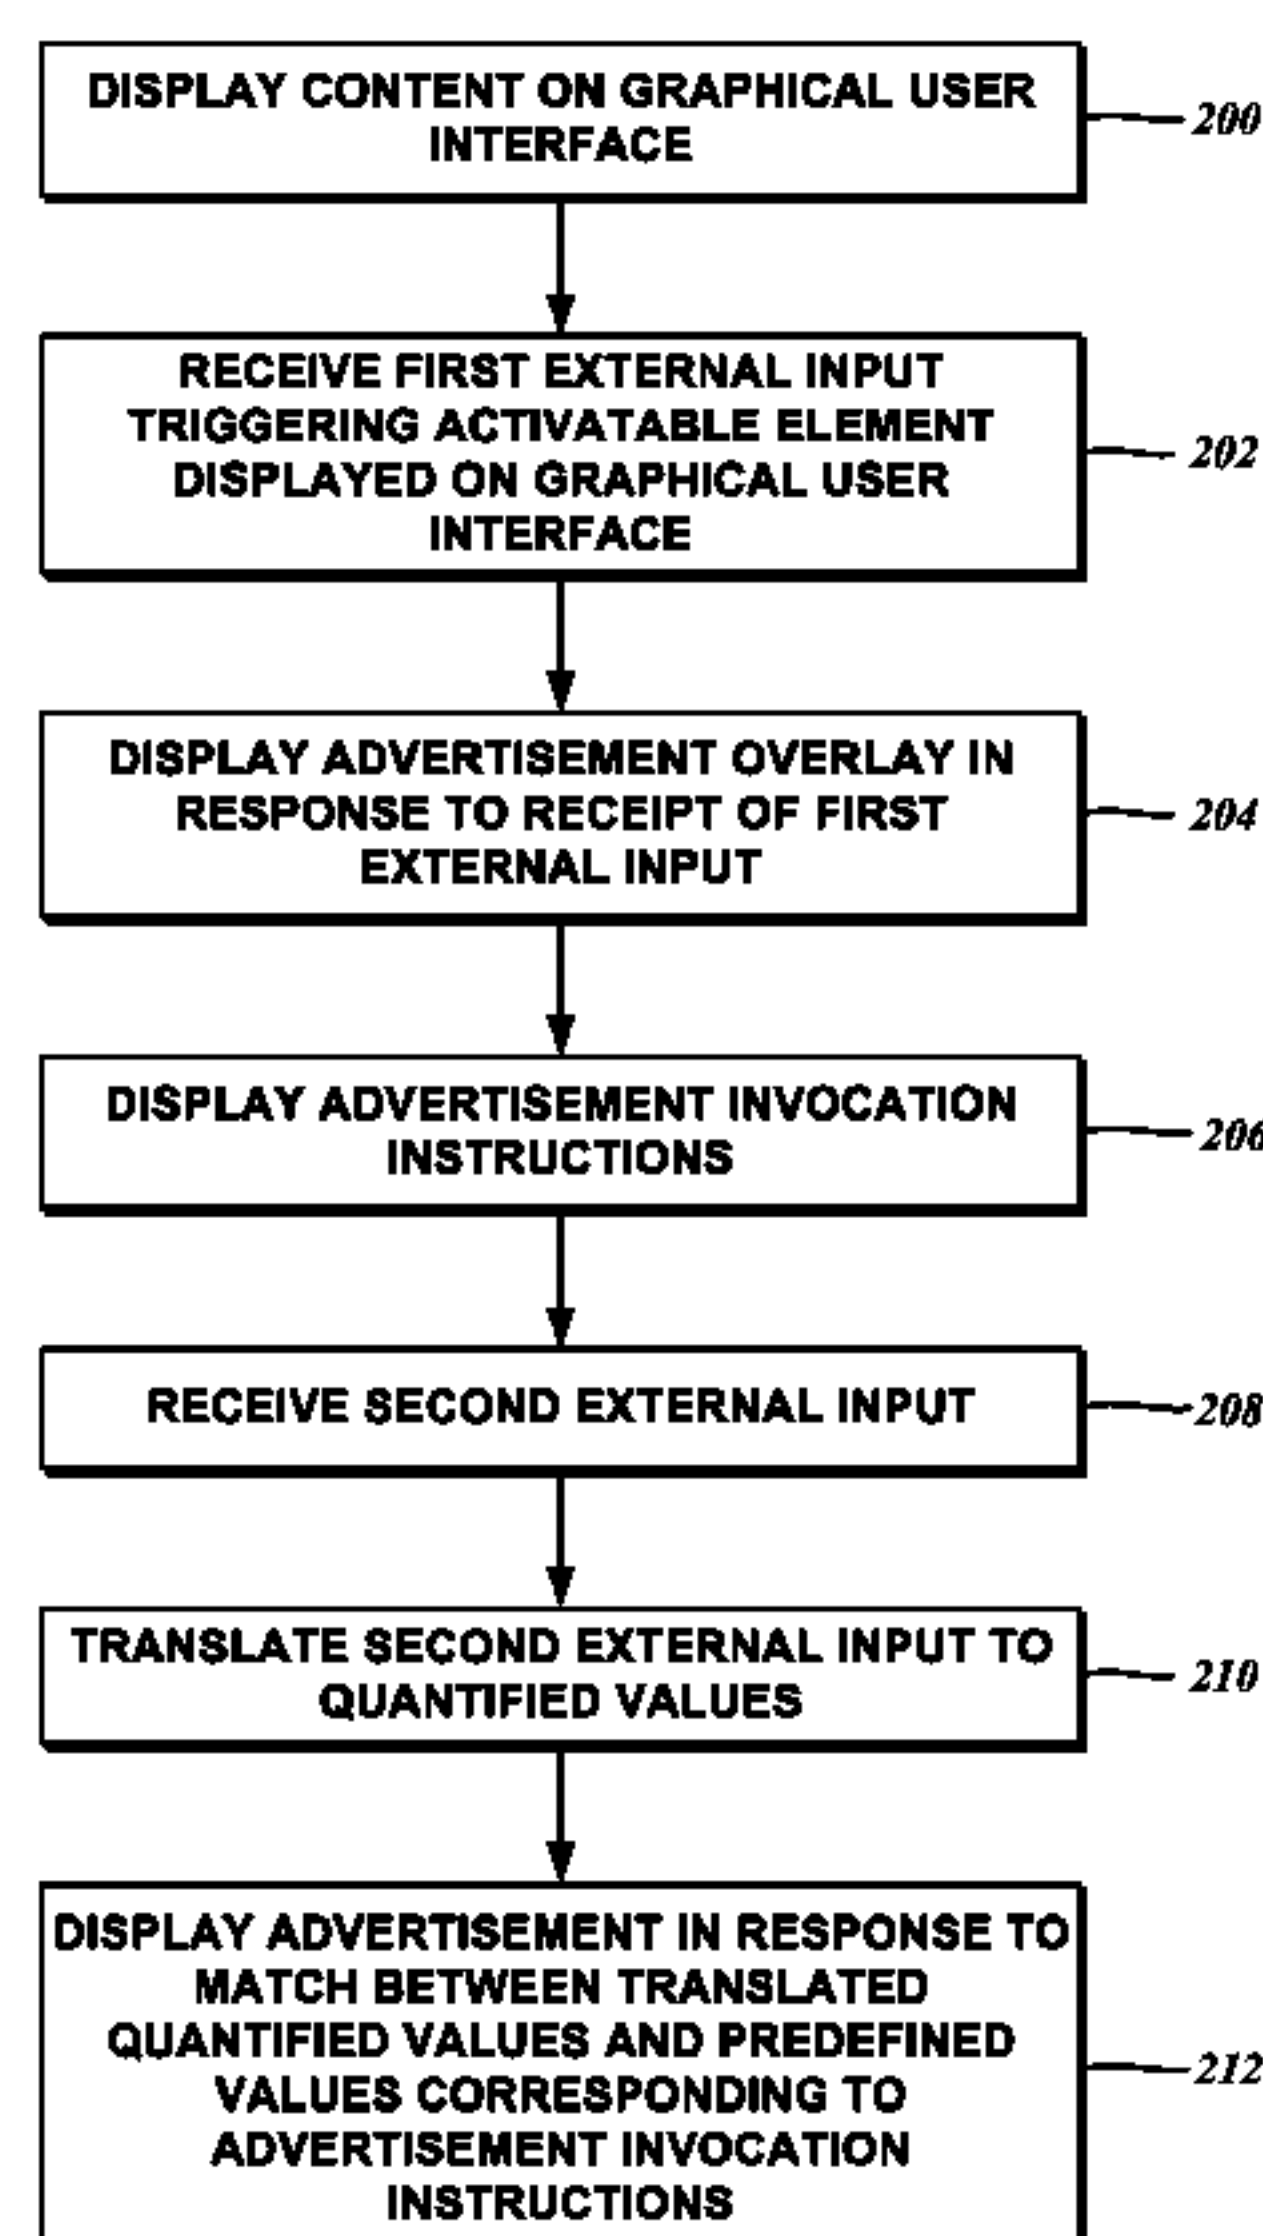 DISPLAY CONTENT ON GRAPHICAL USER
INTERFACE
200
RECEIVE FIRST EXTERNAL INPUT
TRIGGERING ACTIVATABLE ELEMENT
DISPLAYED ON GRAPHICAL USER
INTERFACE
202
DISPLAY ADVERTISEMENT OVERLAY IN
RESPONSE TO RECEIPT OF FIRST
EXTERNAL INPUT
204
DISPLAY ADVERTISEMENT INVOCATION
INSTRUCTIONS
206
RECEIVE SECOND EXTERNAL INPUT
208
TRANSLATE SECOND EXTERNAL INPUT TO
QUANTIFIED VALUES
210
DISPLAY ADVERTISEMENT IN RESPONSE TO
MATCH BETWEEN TRANSLATED
QUANTIFIED VALUES AND PREDEFINED
VALUES CORRESPONDING TO
ADVERTISEMENT INVOCATION
INSTRUCTIONS
212